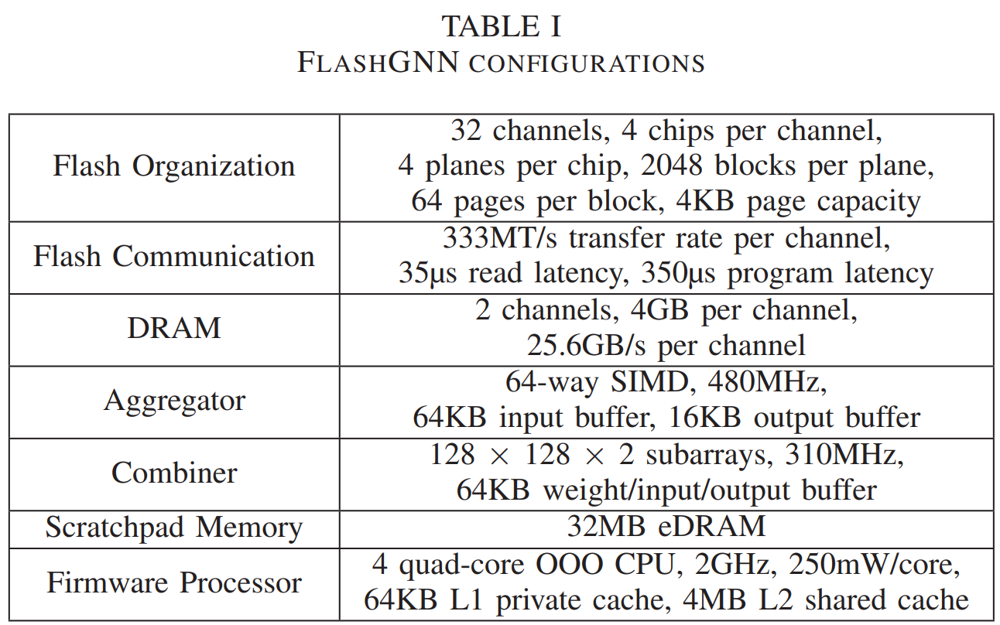 TABLE I
FLASHGNN CONFIGURATIONS
Flash Organization
32 channels, 4 chips per channel,
4 planes per chip, 2048 blocks per plane,
64 pages per block, 4KB page capacity
Flash Communication
333MT/s transfer rate per channel,
35µs read latency, 350µs program latency
DRAM
2 channels, 4GB per channel,
25.6GB/s per channel
Aggregator
64-way SIMD, 480MHz,
64KB input buffer, 16KB output buffer
Combiner
128 × 128 × 2 subarrays, 310MHz,
64KB weight/input/output buffer
Scratchpad Memory
32MB eDRAM
Firmware Processor
4 quad-core OOO CPU, 2GHz, 250mW/core,
64KB L1 private cache, 4MB L2 shared cache